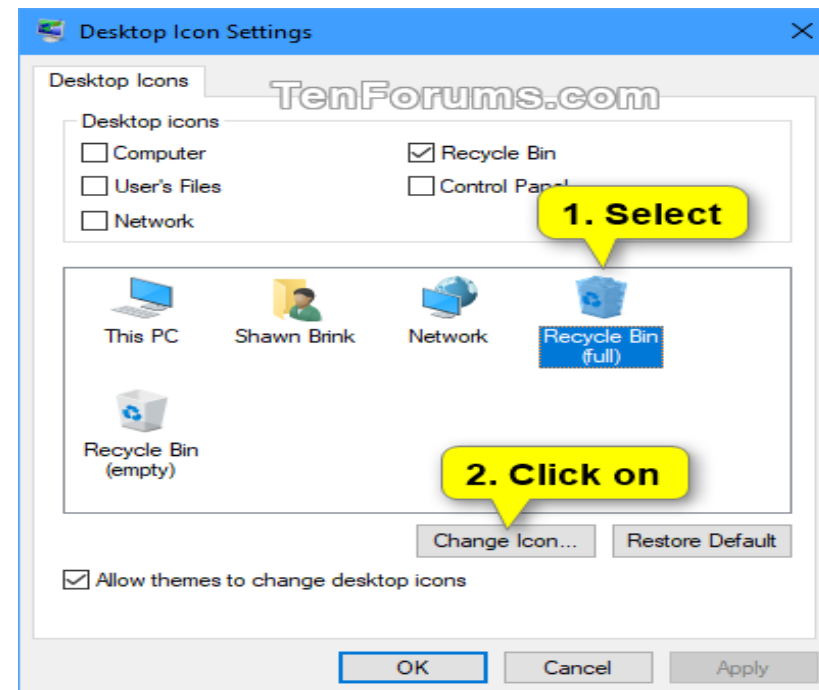 Desktop Icon Settings
Desktop Icons
TenForums.com
Desktop icons
Computer
Recycle Bin
User's Files
Control Panel
Network
1. Select
This PC
Shawn Brink
Network
Recycle Bin
(full)
Recycle Bin
(empty)
2. Click on
Change Icon...
Restore Default
Allow themes to change desktop icons
OK
Cancel
Apply